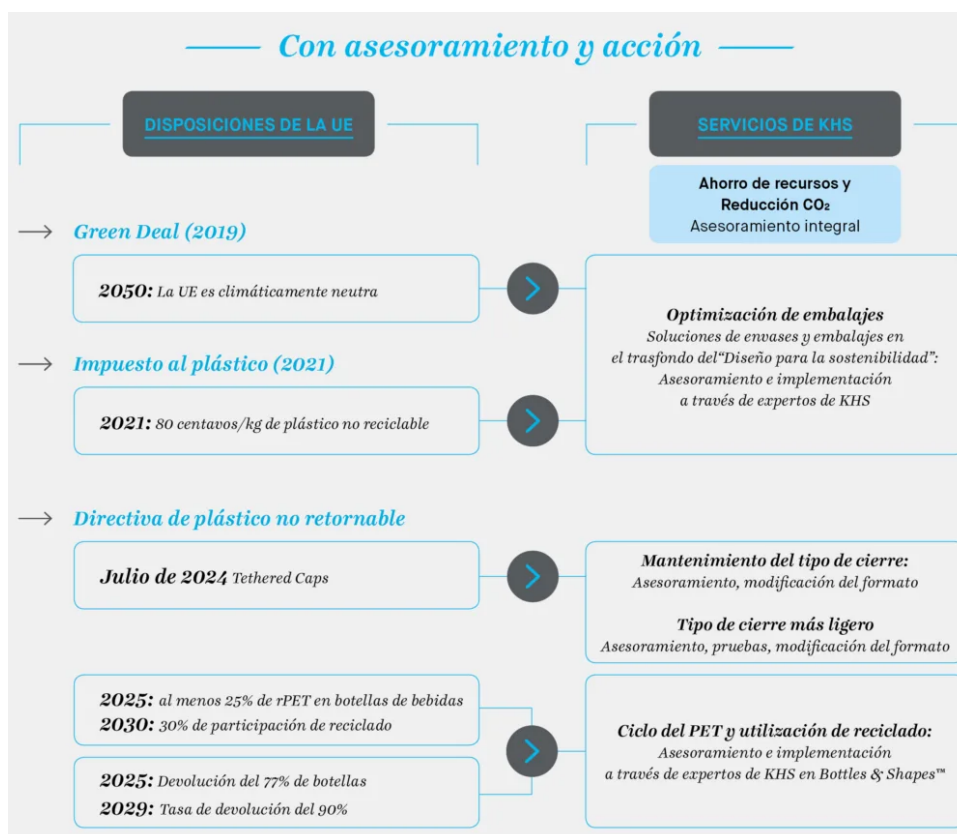 Con asesoramiento y acción
DISPOSICIONES DE LA UE
SERVICIOS DE KHS
Ahorro de recursos y
Reducción CO₂
Asesoramiento integral
Green Deal (2019)
2050: La UE es climáticamente neutra
Optimización de embalajes
Soluciones de envases y embalajes en
el trasfondo del“Diseño para la sostenibilidad”:
Asesoramiento e implementación
a través de expertos de KHS
Impuesto al plástico (2021)
2021: 80 centavos/kg de plástico no reciclable
Directiva de plástico no retornable
Julio de 2024 Tethered Caps
Mantenimiento del tipo de cierre:
Asesoramiento, modificación del formato
Tipo de cierre más ligero
Asesoramiento, pruebas, modificación del formato
2025: al menos 25% de rPET en botellas de bebidas
2030: 30% de participación de reciclado
2025: Devolución del 77% de botellas
2029: Tasa de devolución del 90%
Ciclo del PET y utilización de reciclado:
Asesoramiento e implementación
a través de expertos de KHS en Bottles & Shapes™